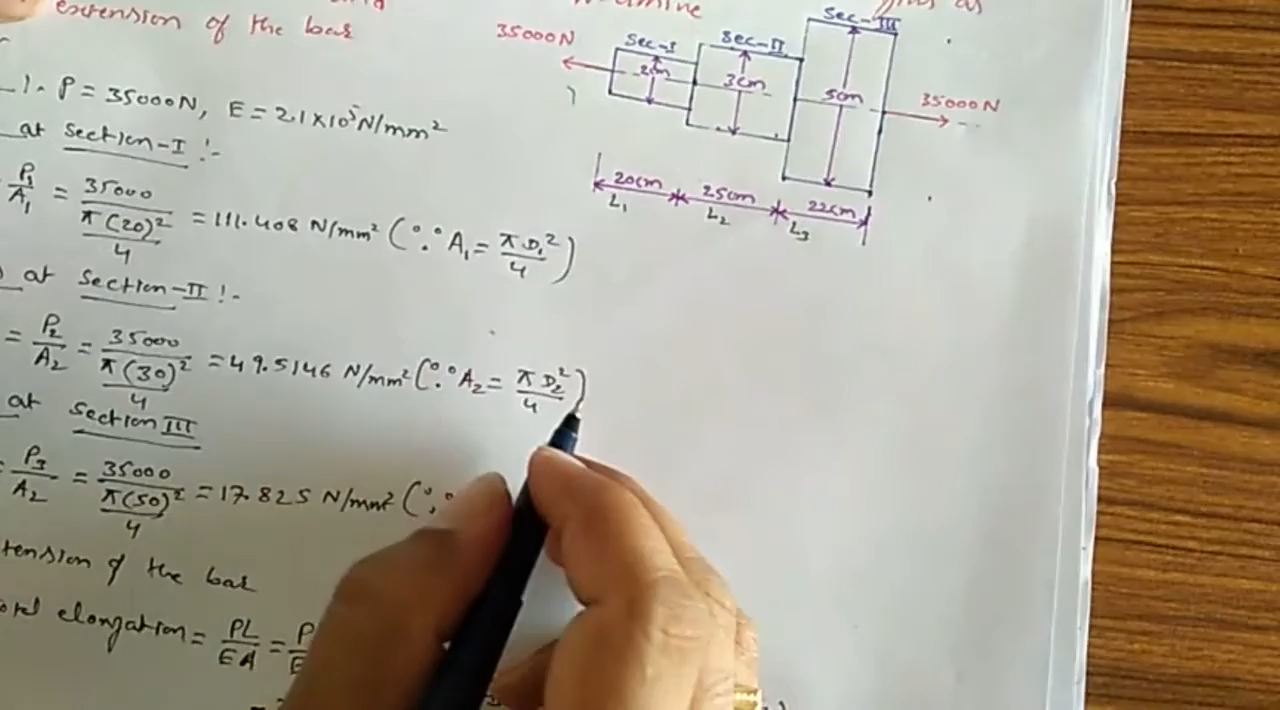 extension of the bar
1. P = 35000N, E = 2.1×10⁵N/mm²
at Section-I :-
P₁/A₁ = 35000/(π(20)²/4) = 111.408 N/mm² (∵ A₁ = πD₁²/4)
at Section-II :-
= P₂/A₂ = 35000/(π(30)²/4) = 49.5146 N/mm² (∵ A₂ = πD₂²/4)
at Section III
= P₃/A₂ = 35000/(π(50)²/4) = 17.825 N/mm² (∵
tension of the bar
elongation = PL/EA = P/E
35000N
Sec-I
Sec-II
Sec-III
2cm
3cm
5cm
35000N
20cm
25cm
22cm
L₁
L₂
L₃